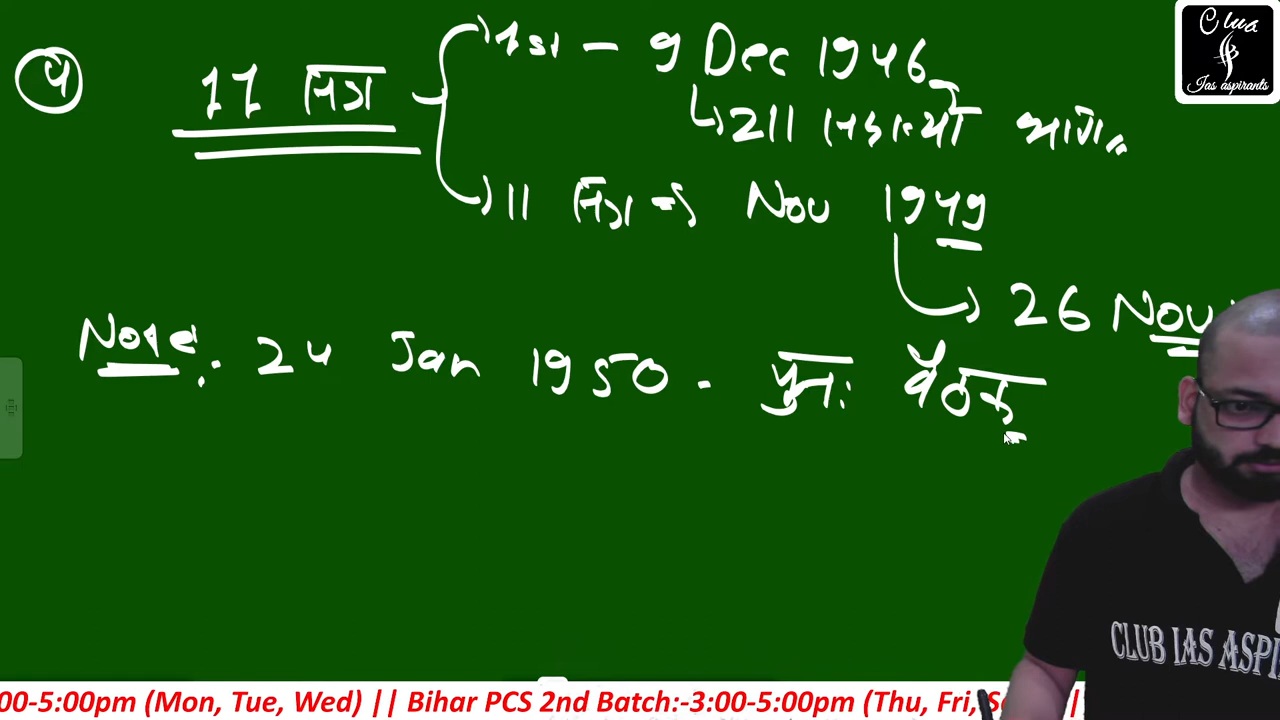 4
11 सत्र
1st – 9 Dec 1946
→ 211 सदस्यों भाग
11 सत्र → Nov 1949
→ 26 Nov
Note:- 24 Jan 1950 - पुनः बैठक
Club
Ias aspirants
CLUB IAS ASPI
00-5:00pm (Mon, Tue, Wed) || Bihar PCS 2nd Batch:-3:00-5:00pm (Thu, Fri, S